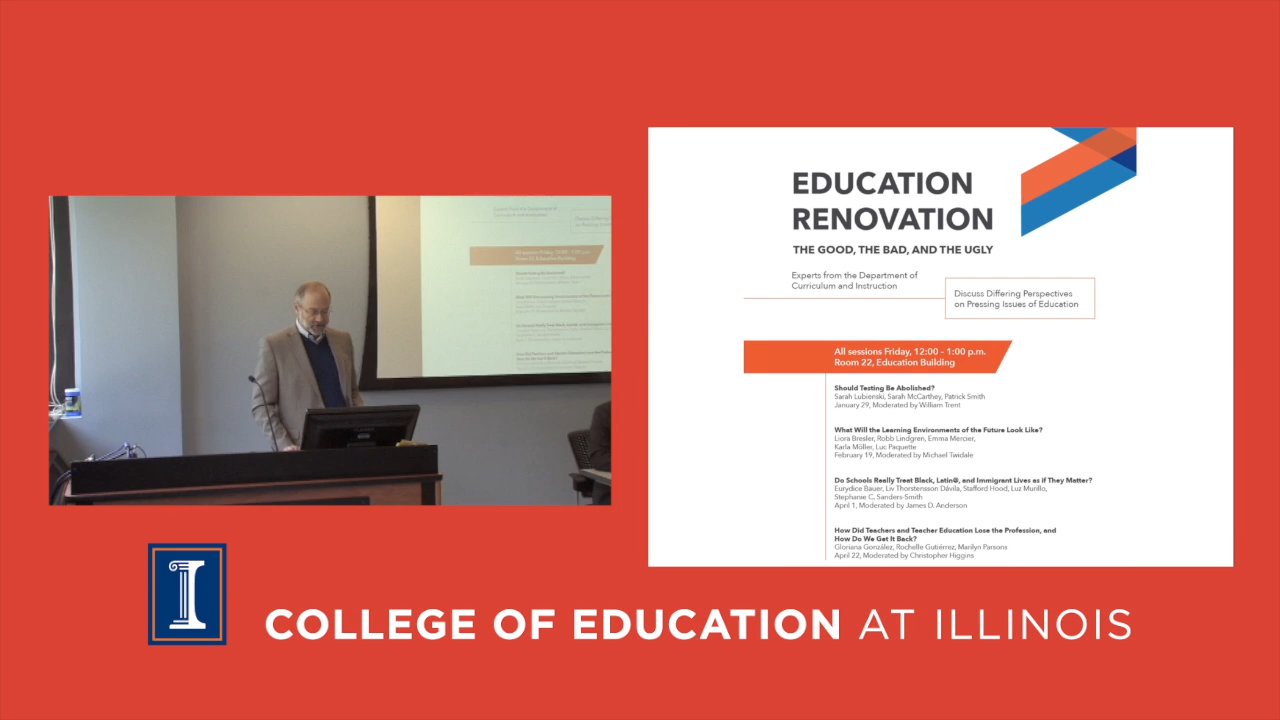 EDUCATION
RENOVATION
THE GOOD, THE BAD, AND THE UGLY
Experts from the Department of
Curriculum and Instruction
Discuss Differing Perspectives
on Pressing Issues of Education
All sessions Friday, 12:00 - 1:00 p.m.
Room 22, Education Building
Should Testing Be Abolished?
Sarah Lubienski, Sarah McCarthey, Patrick Smith
January 29, Moderated by William Trent
What Will the Learning Environments of the Future Look Like?
Liora Bresler, Robb Lindgren, Emma Mercier,
Karla Müller, Luc Paquette
February 19, Moderated by Michael Twidale
Do Schools Really Treat Black, Latin@, and Immigrant Lives as if They Matter?
Eurydice Bauer, Liv Thorstensson Dávila, Stafford Hood, Luz Murillo,
Stephanie C. Sanders-Smith
April 1, Moderated by James D. Anderson
How Did Teachers and Teacher Education Lose the Profession, and
How Do We Get It Back?
Gloriana González, Rochelle Gutiérrez, Marilyn Parsons
April 22, Moderated by Christopher Higgins
COLLEGE OF EDUCATION AT ILLINOIS